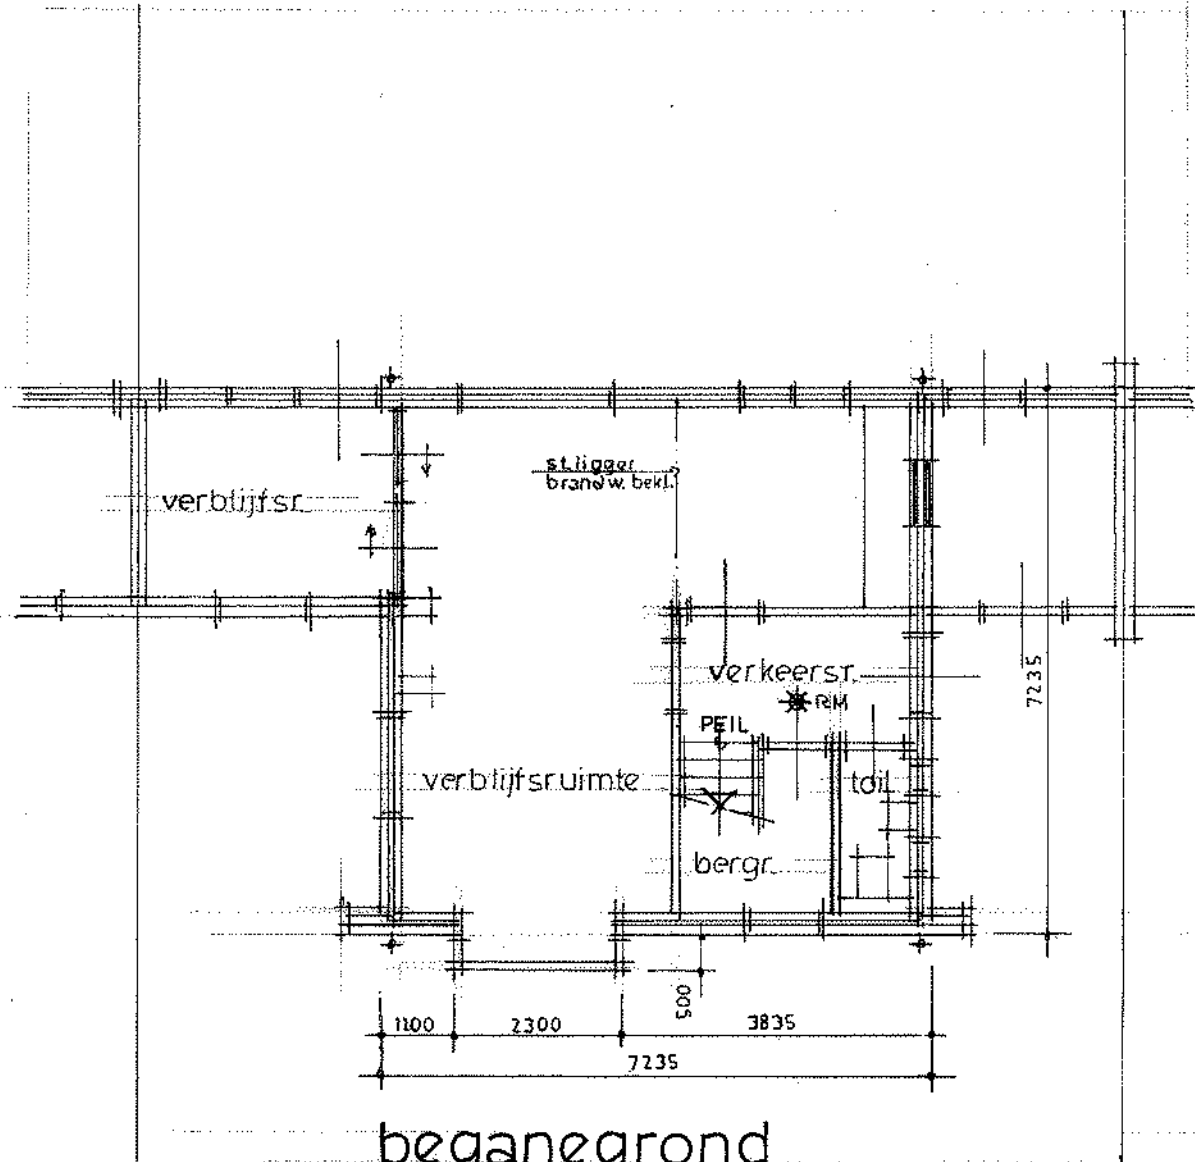 st.ligger
brandw. bekl.
verblijfsr.
verkeersr.
RM
PEIL
7235
verblijfsruimte
toil.
bergr.
500
1100 2300 3835
7235
beganegrond